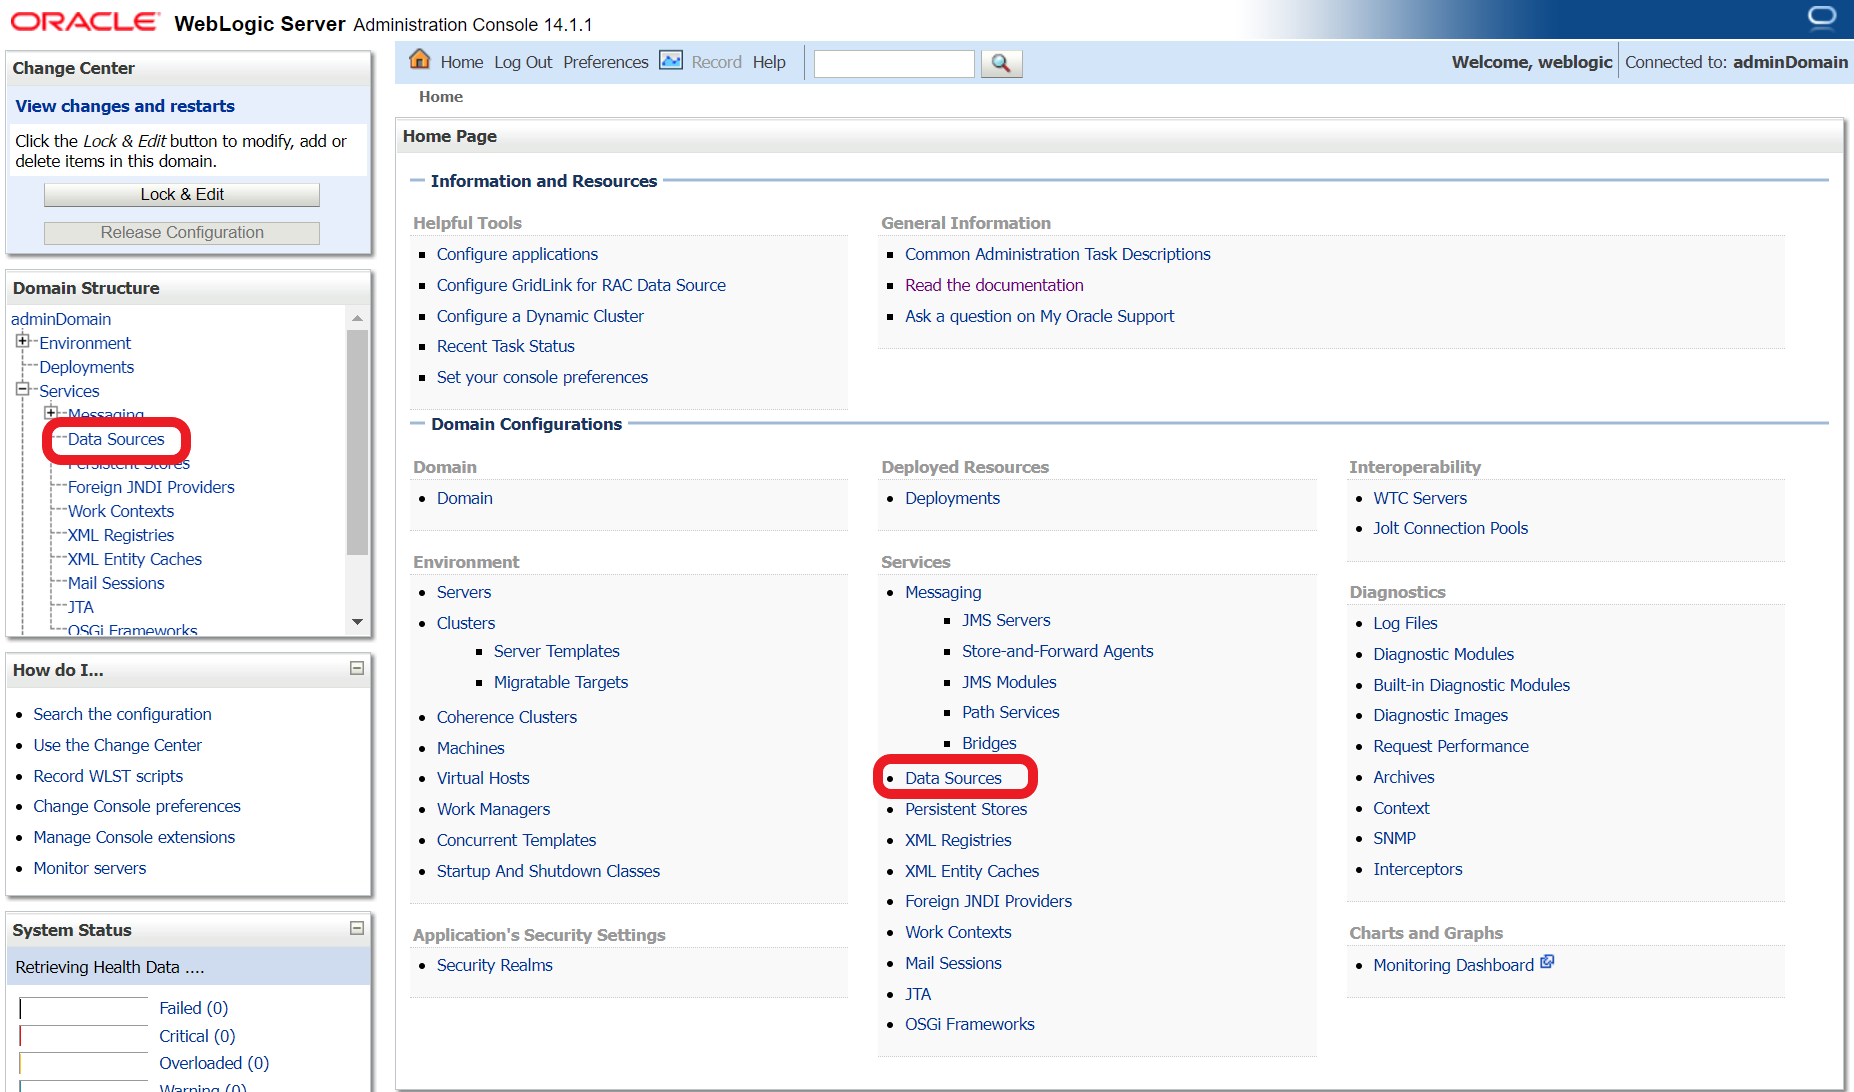 ORACLE WebLogic Server Administration Console 14.1.1
Change Center
View changes and restarts
Click the Lock & Edit button to modify, add or
delete items in this domain.
Lock & Edit
Release Configuration
Domain Structure
adminDomain
Environment
Deployments
Services
Messaging
Data Sources
Persistent Stores
Foreign JNDI Providers
Work Contexts
XML Registries
XML Entity Caches
Mail Sessions
JTA
OSGi Frameworks
How do I...
Search the configuration
Use the Change Center
Record WLST scripts
Change Console preferences
Manage Console extensions
Monitor servers
System Status
Retrieving Health Data ....
Failed (0)
Critical (0)
Overloaded (0)
Warning (0)
Home Log Out Preferences Record Help
Welcome, weblogic Connected to: adminDomain
Home
Home Page
Information and Resources
Helpful Tools
Configure applications
Configure GridLink for RAC Data Source
Configure a Dynamic Cluster
Recent Task Status
Set your console preferences
General Information
Common Administration Task Descriptions
Read the documentation
Ask a question on My Oracle Support
Domain Configurations
Domain
Domain
Environment
Servers
Clusters
Server Templates
Migratable Targets
Coherence Clusters
Machines
Virtual Hosts
Work Managers
Concurrent Templates
Startup And Shutdown Classes
Application's Security Settings
Security Realms
Deployed Resources
Deployments
Services
Messaging
JMS Servers
Store-and-Forward Agents
JMS Modules
Path Services
Bridges
Data Sources
Persistent Stores
XML Registries
XML Entity Caches
Foreign JNDI Providers
Work Contexts
Mail Sessions
JTA
OSGi Frameworks
Interoperability
WTC Servers
Jolt Connection Pools
Diagnostics
Log Files
Diagnostic Modules
Built-in Diagnostic Modules
Diagnostic Images
Request Performance
Archives
Context
SNMP
Interceptors
Charts and Graphs
Monitoring Dashboard